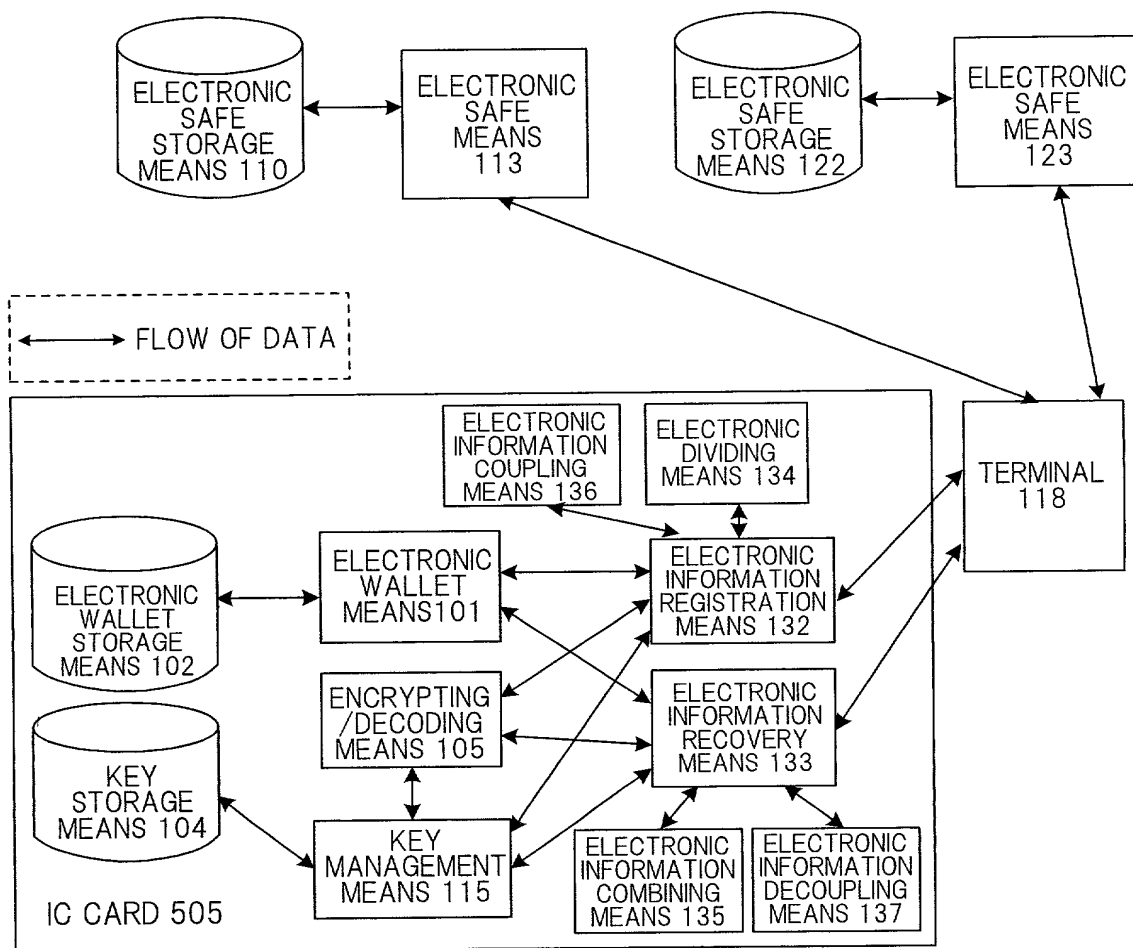 ELECTRONIC
SAFE
STORAGE
MEANS 110
ELECTRONIC
SAFE
MEANS
113
ELECTRONIC
SAFE
STORAGE
MEANS 122
ELECTRONIC
SAFE
MEANS
123
FLOW OF DATA
ELECTRONIC
INFORMATION
COUPLING
MEANS 136
ELECTRONIC
DIVIDING
MEANS 134
TERMINAL
118
ELECTRONIC
WALLET
STORAGE
MEANS 102
ELECTRONIC
WALLET
MEANS101
ELECTRONIC
INFORMATION
REGISTRATION
MEANS 132
ENCRYPTING
/DECODING
MEANS 105
ELECTRONIC
INFORMATION
RECOVERY
MEANS 133
KEY
STORAGE
MEANS 104
KEY
MANAGEMENT
MEANS 115
ELECTRONIC
INFORMATION
COMBINING
MEANS 135
ELECTRONIC
INFORMATION
DECOUPLING
MEANS 137
IC CARD 505